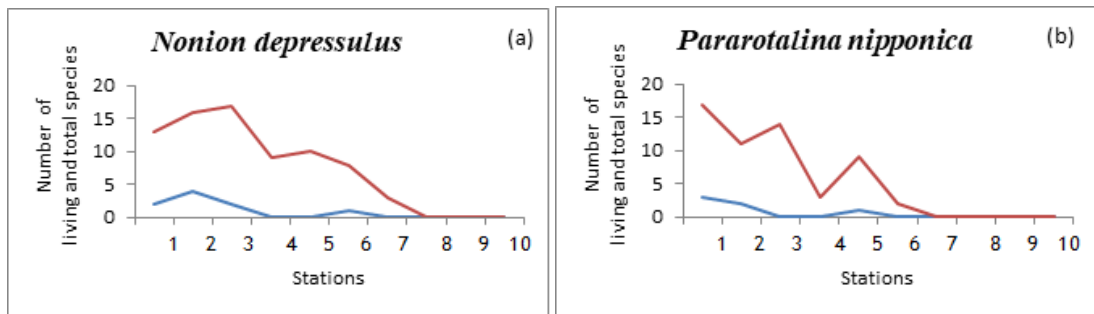 Nonion depressulus
(a)
Number of
living and total species
20
15
10
5
0
1 2 3 4 5 6 7 8 9 10
Stations
Pararotalina nipponica
(b)
Number of
living and total species
20
15
10
5
0
1 2 3 4 5 6 7 8 9 10
Stations